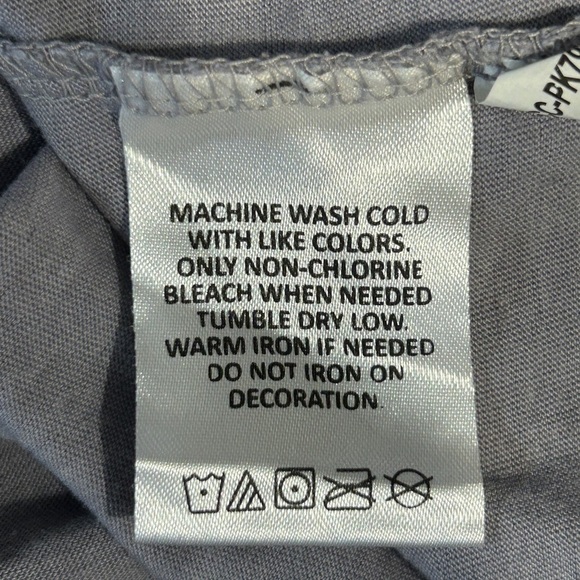 C-PK70
MACHINE WASH COLD
WITH LIKE COLORS.
ONLY NON-CHLORINE
BLEACH WHEN NEEDED
TUMBLE DRY LOW.
WARM IRON IF NEEDED
DO NOT IRON ON
DECORATION.